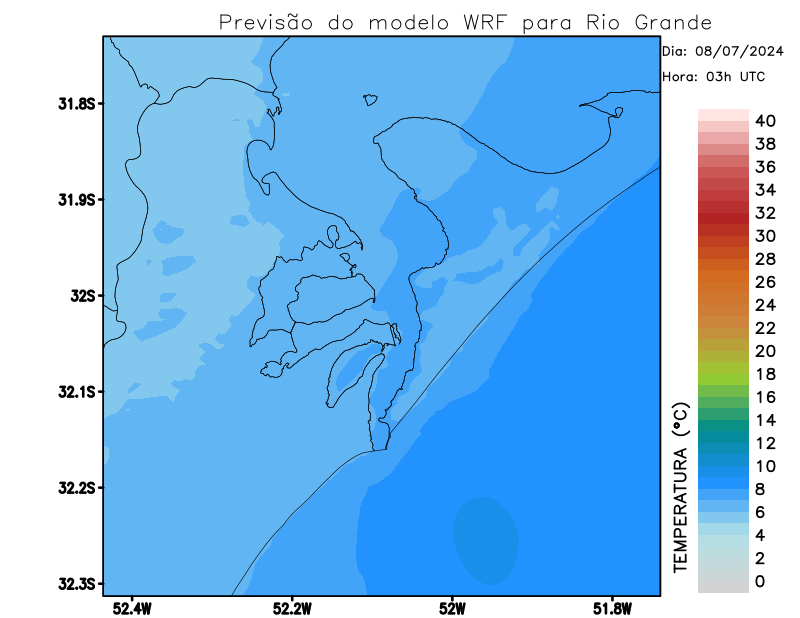 Previsão do modelo WRF para Rio Grande
Dia: 08/07/2024
Hora: 03h UTC
31.8S
31.9S
32S
32.1S
32.2S
32.3S
52.4W
52.2W
52W
51.8W
TEMPERATURA (°C)
40
38
36
34
32
30
28
26
24
22
20
18
16
14
12
10
8
6
4
2
0